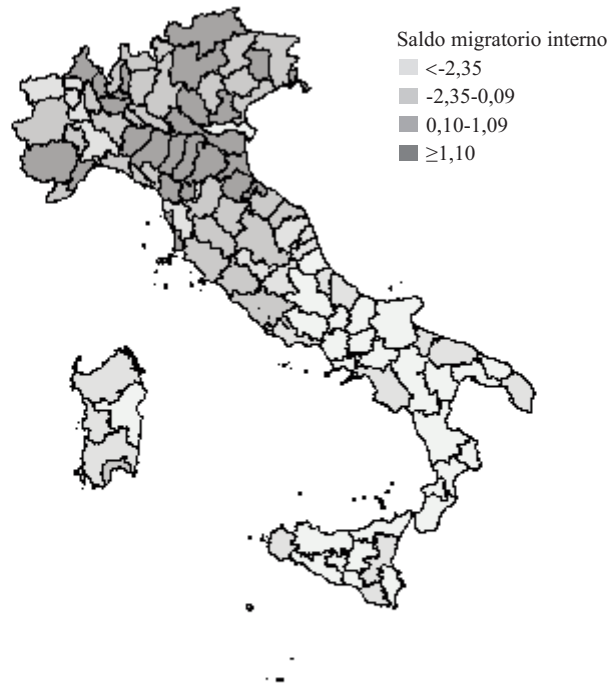 Saldo migratorio interno
<-2,35
-2,35-0,09
0,10-1,09
≥1,10